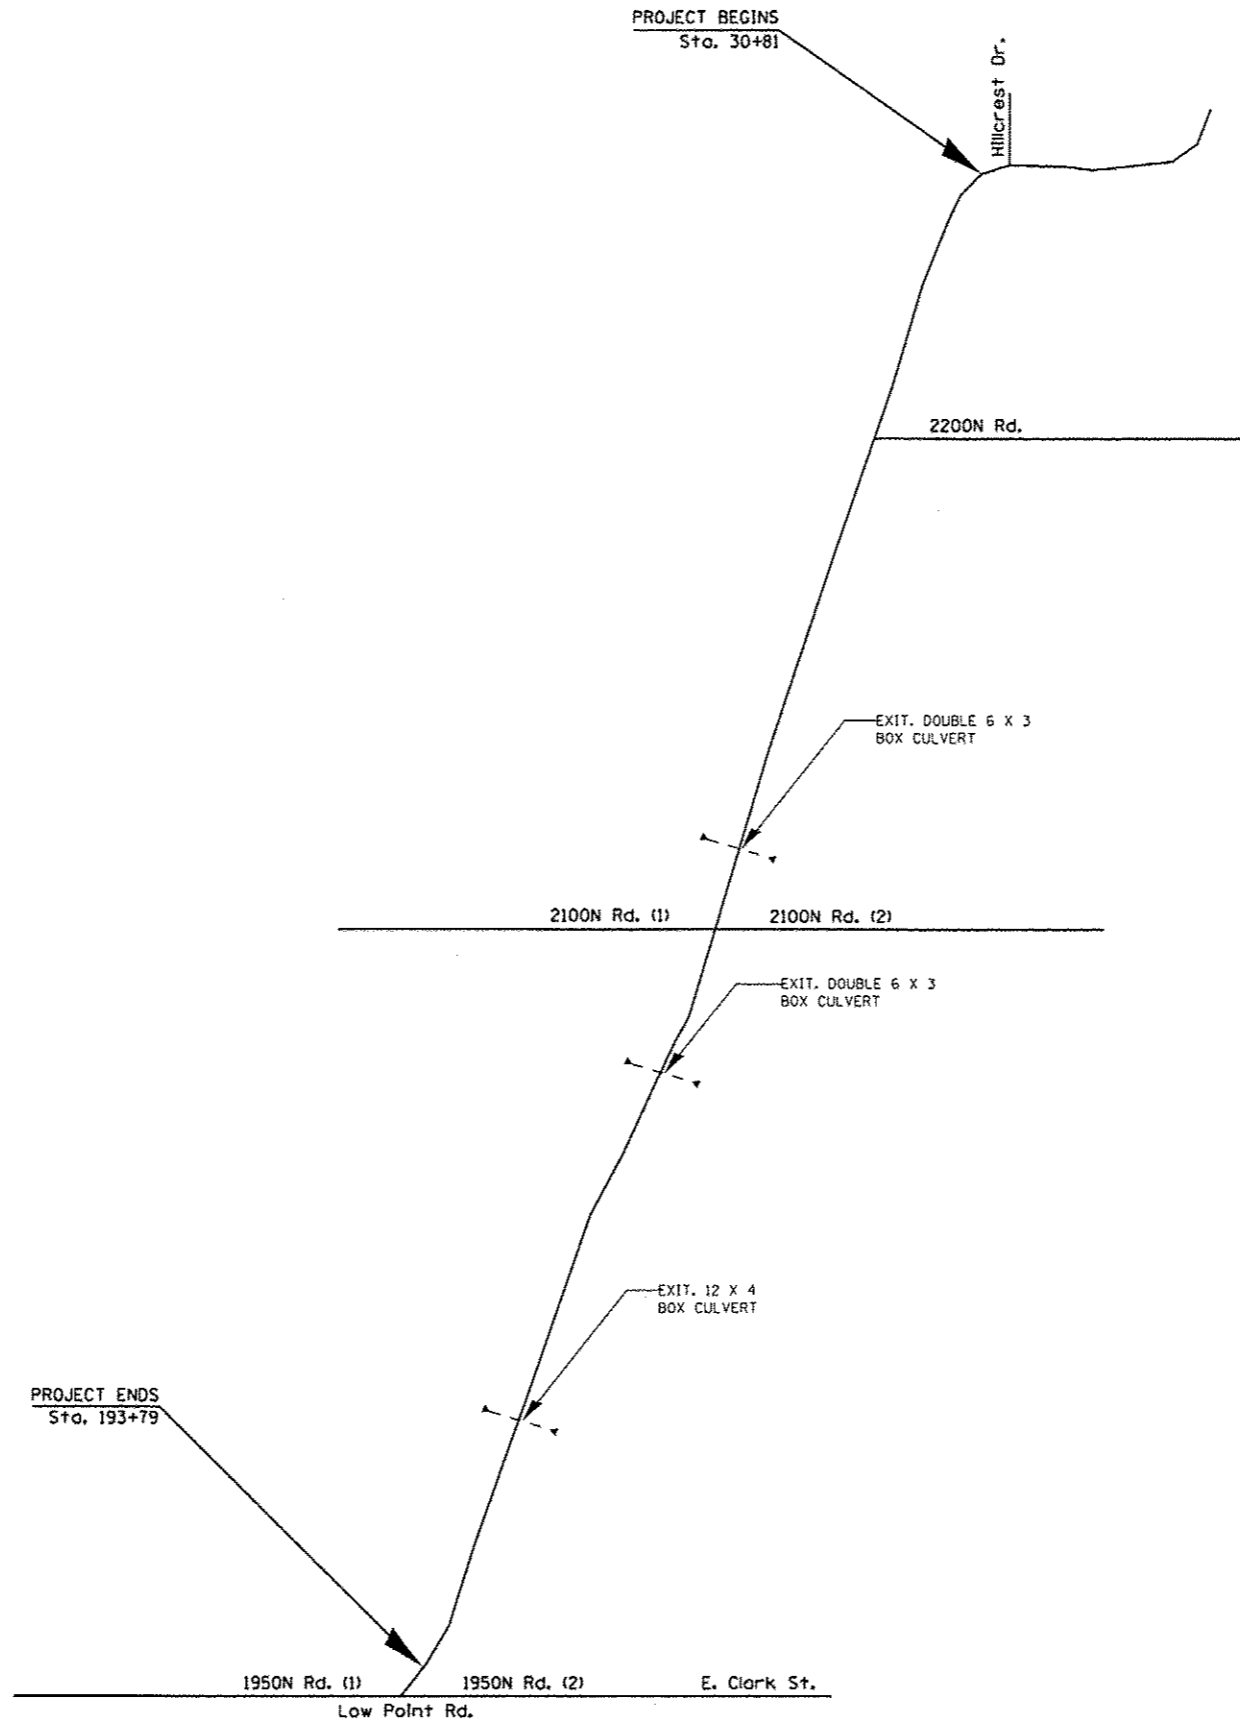 PROJECT BEGINS
Sta. 30+81
Hillcrest Dr.
2200N Rd.
EXIT. DOUBLE 6 X 3
BOX CULVERT
2100N Rd. (1)
2100N Rd. (2)
EXIT. DOUBLE 6 X 3
BOX CULVERT
EXIT. 12 X 4
BOX CULVERT
PROJECT ENDS
Sta. 193+79
1950N Rd. (1)
1950N Rd. (2)
E. Clark St.
Low Point Rd.